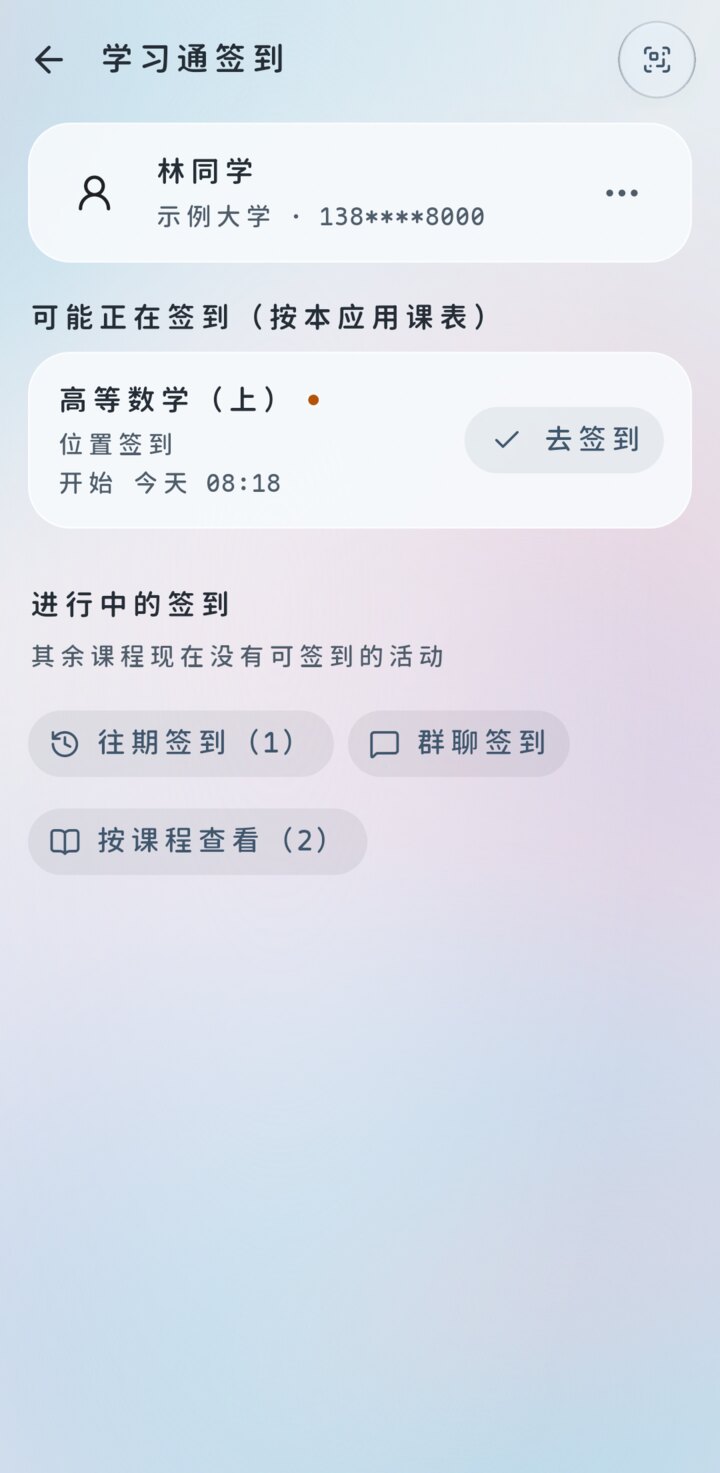 学习通签到
林同学
示例大学 · 138****8000
可能正在签到（按本应用课表）
高等数学（上）
位置签到
去签到
开始 今天 08:18
进行中的签到
其余课程现在没有可签到的活动
往期签到（1）
群聊签到
按课程查看（2）